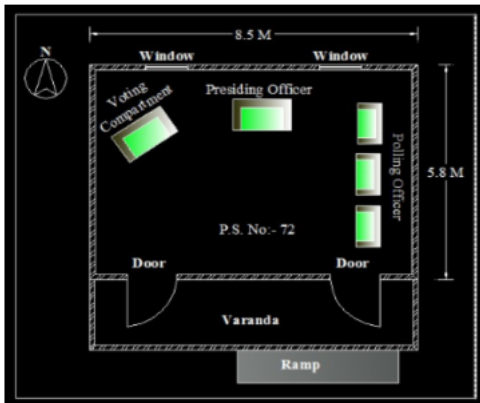 8.5 M
N
Window
Window
Voting
Compartment
Presiding Officer
Polling Officer
5.8 M
P.S. No:- 72
Door
Door
Varanda
Ramp